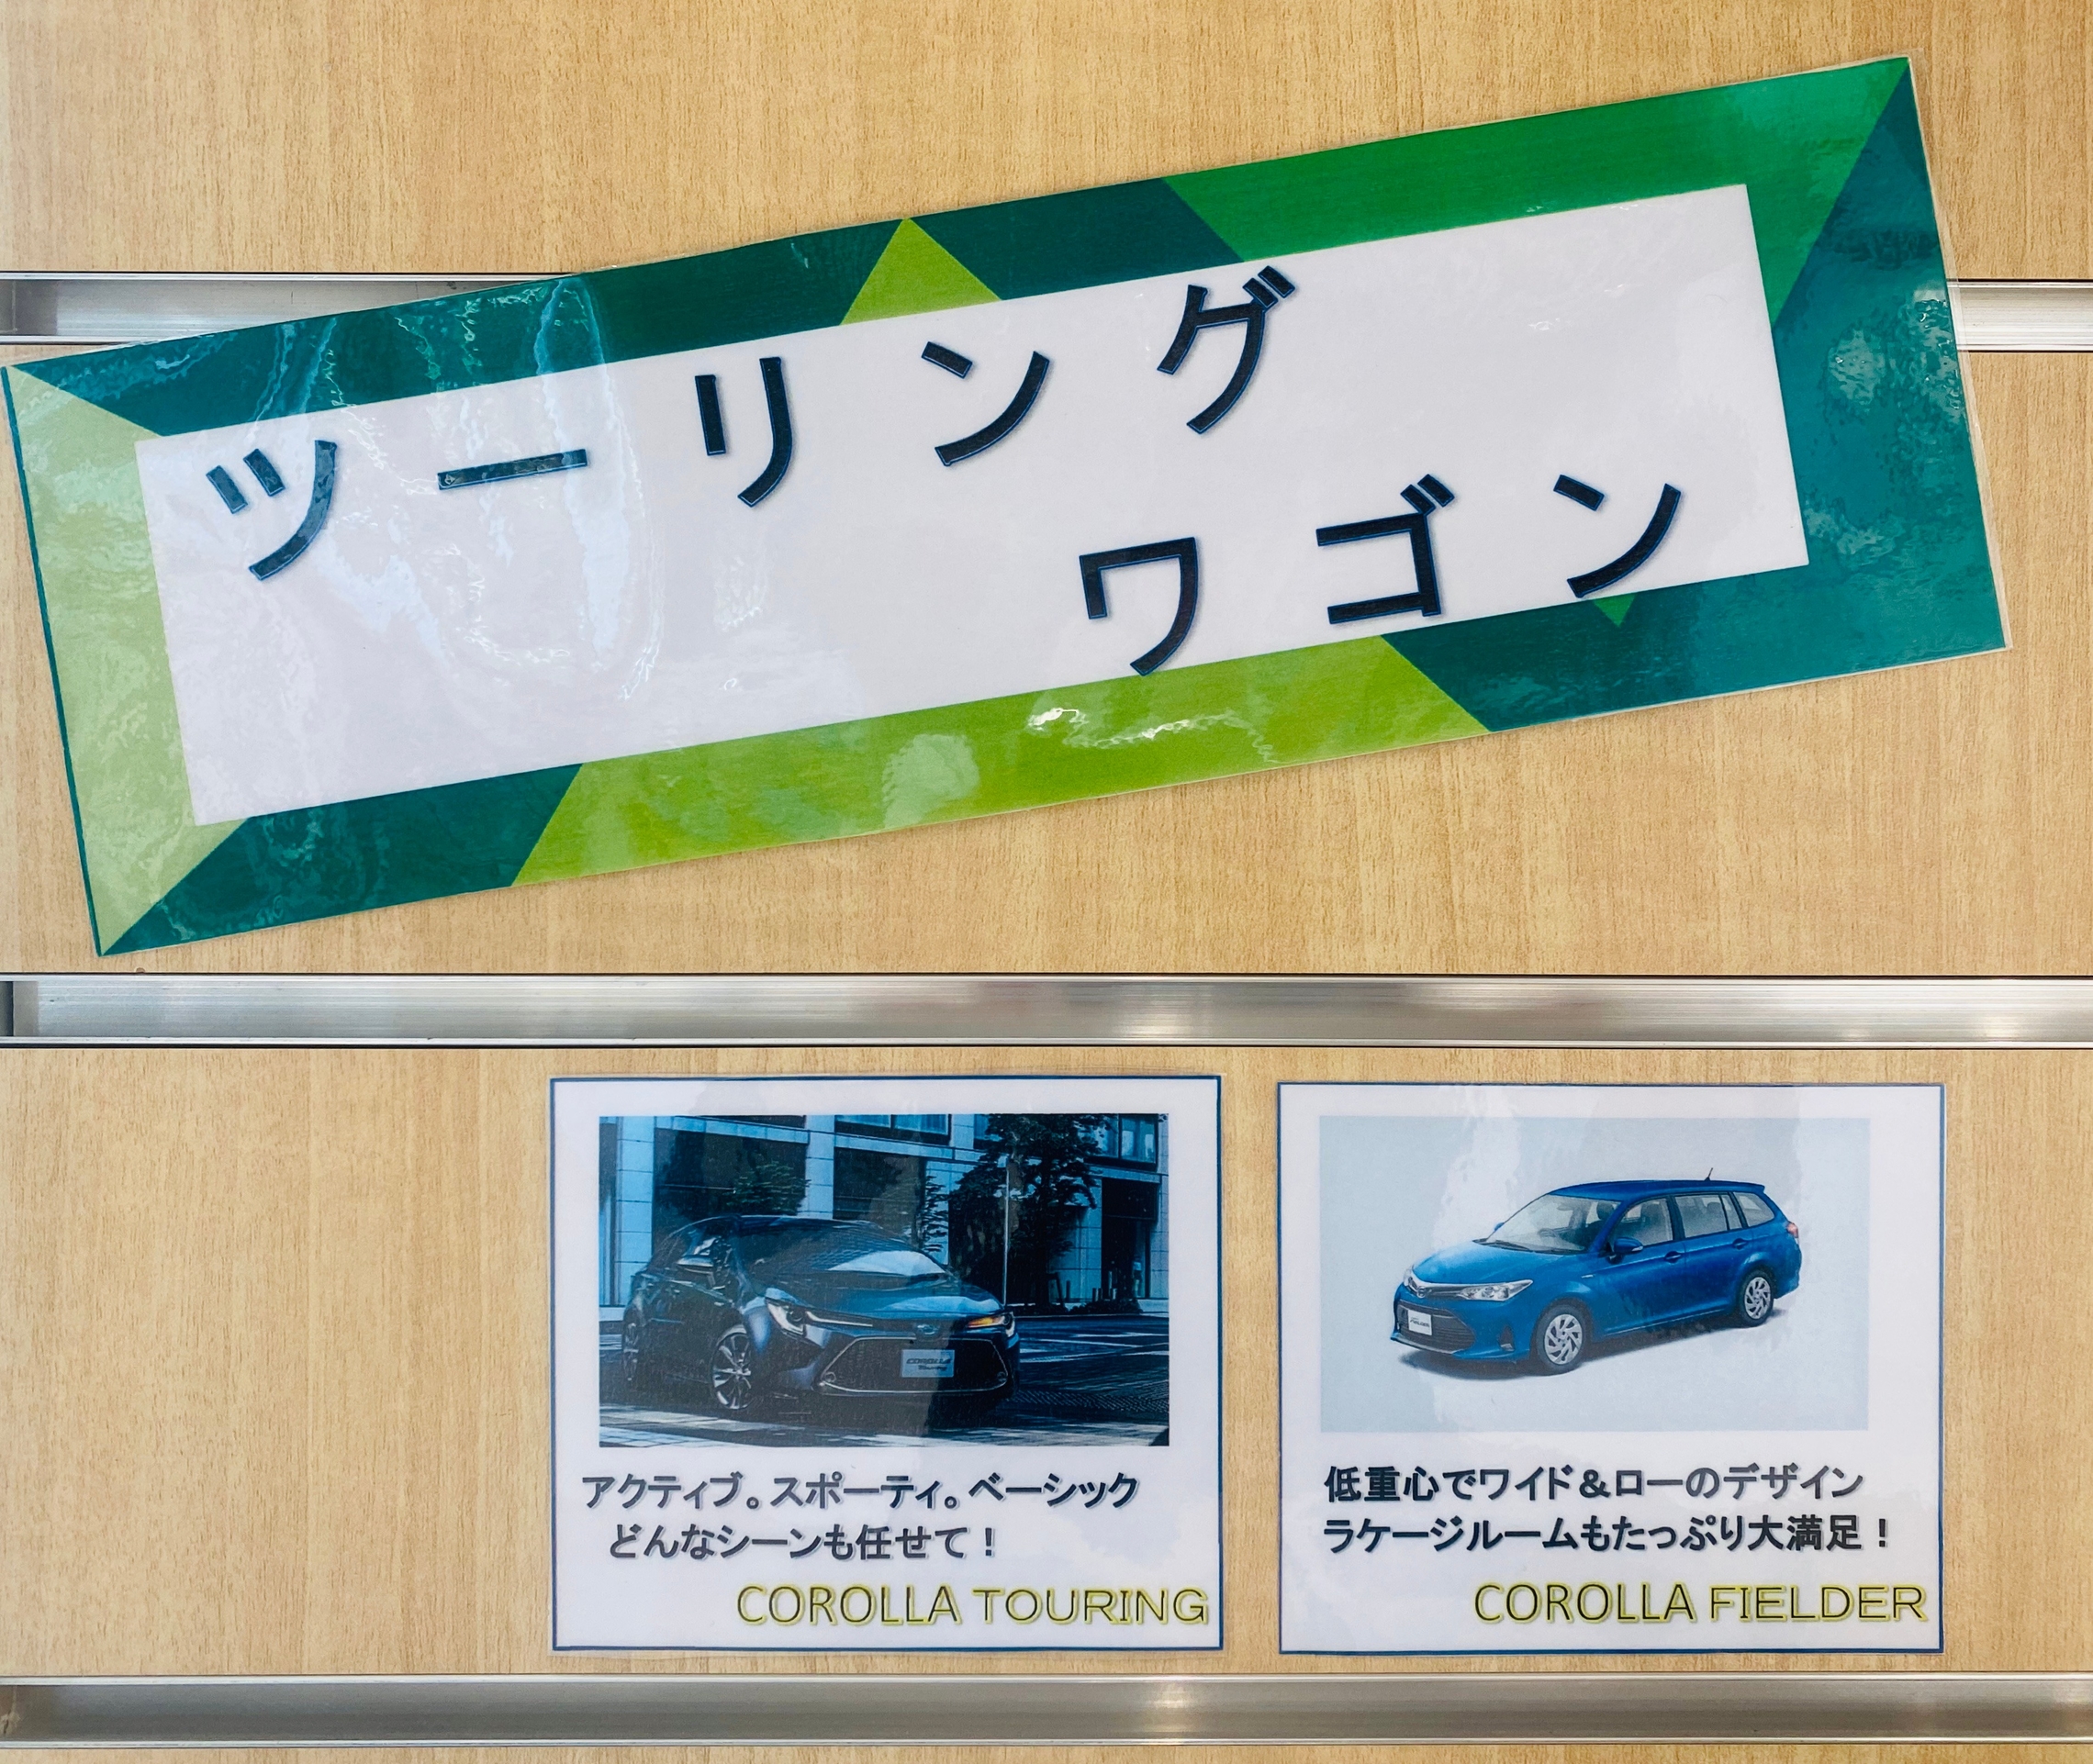 ツーリング
ワゴン
COROLLA
Touring
FIELDER
アクティブ。スポーティ。ベーシック
どんなシーンも任せて！
COROLLA TOURING
低重心でワイド＆ローのデザイン
ラケージルームもたっぷり大満足！
COROLLA FIELDER